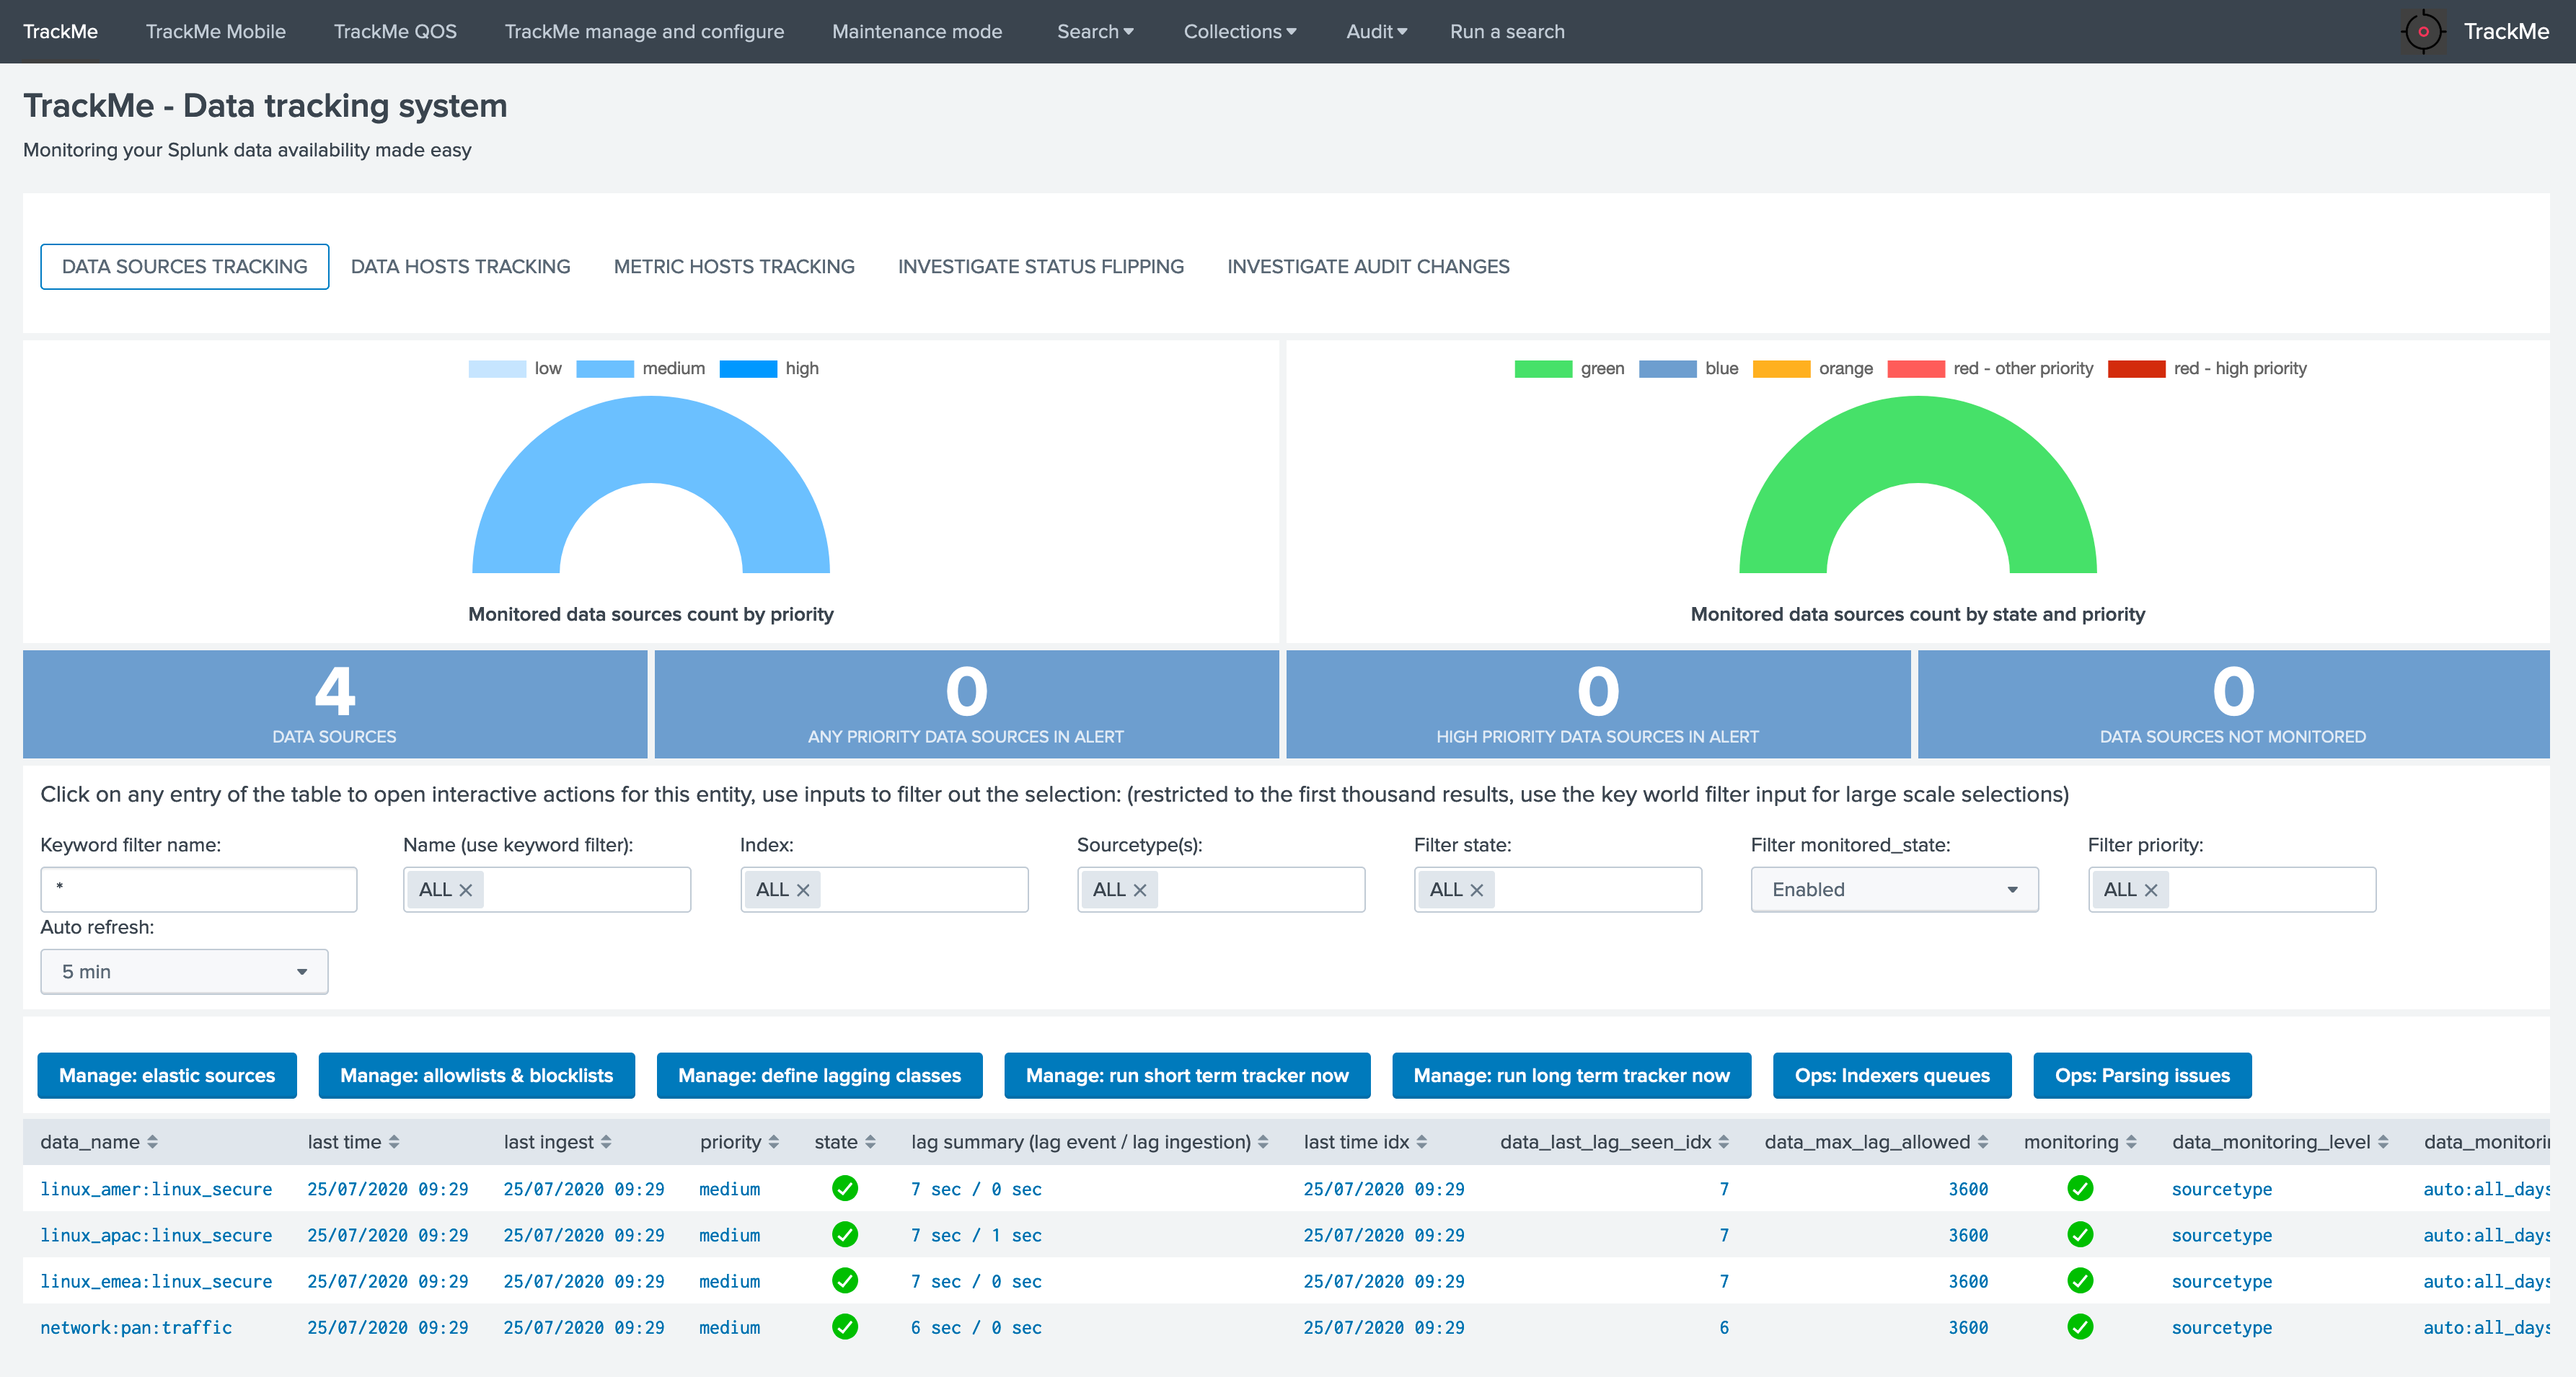 TrackMe TrackMe Mobile TrackMe QOS TrackMe manage and configure Maintenance mode Search Collections Audit Run a search TrackMe
TrackMe - Data tracking system
Monitoring your Splunk data availability made easy
DATA SOURCES TRACKING DATA HOSTS TRACKING METRIC HOSTS TRACKING INVESTIGATE STATUS FLIPPING INVESTIGATE AUDIT CHANGES
low medium high
green blue orange red - other priority red - high priority
Monitored data sources count by priority
Monitored data sources count by state and priority
4
DATA SOURCES
0
ANY PRIORITY DATA SOURCES IN ALERT
0
HIGH PRIORITY DATA SOURCES IN ALERT
0
DATA SOURCES NOT MONITORED
Click on any entry of the table to open interactive actions for this entity, use inputs to filter out the selection: (restricted to the first thousand results, use the key world filter input for large scale selections)
Keyword filter name: Name (use keyword filter): Index: Sourcetype(s): Filter state: Filter monitored_state: Filter priority:
* ALL ALL ALL ALL Enabled ALL
Auto refresh:
5 min
Manage: elastic sources Manage: allowlists & blocklists Manage: define lagging classes Manage: run short term tracker now Manage: run long term tracker now Ops: Indexers queues Ops: Parsing issues
data_name last time last ingest priority state lag summary (lag event / lag ingestion) last time idx data_last_lag_seen_idx data_max_lag_allowed monitoring data_monitoring_level data_monitori
linux_amer:linux_secure 25/07/2020 09:29 25/07/2020 09:29 medium 7 sec / 0 sec 25/07/2020 09:29 7 3600 sourcetype auto:all_days
linux_apac:linux_secure 25/07/2020 09:29 25/07/2020 09:29 medium 7 sec / 1 sec 25/07/2020 09:29 7 3600 sourcetype auto:all_days
linux_emea:linux_secure 25/07/2020 09:29 25/07/2020 09:29 medium 7 sec / 0 sec 25/07/2020 09:29 7 3600 sourcetype auto:all_days
network:pan:traffic 25/07/2020 09:29 25/07/2020 09:29 medium 6 sec / 0 sec 25/07/2020 09:29 6 3600 sourcetype auto:all_days